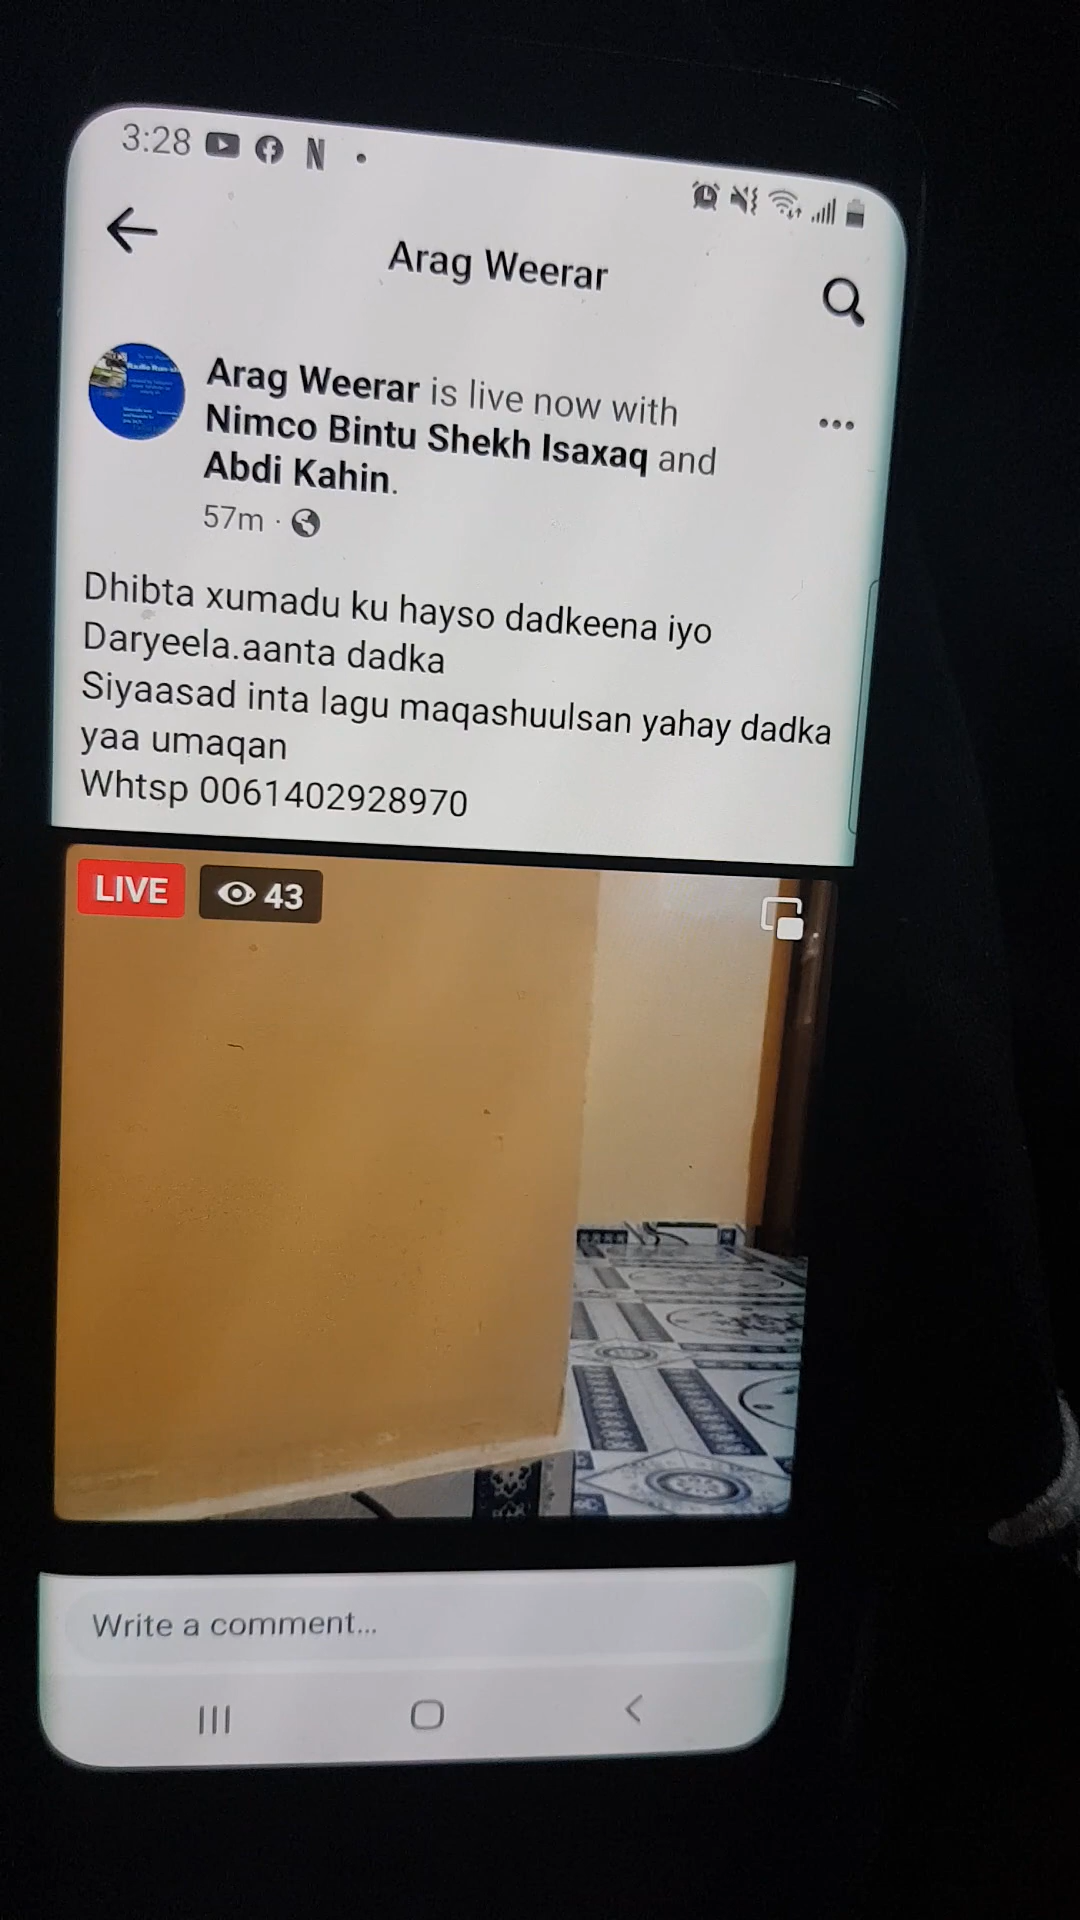 3:28
Arag Weerar
Arag Weerar is live now with
Nimco Bintu Shekh Isaxaq and
Abdi Kahin.
57m ·
Dhibta xumadu ku hayso dadkeena iyo
Daryeela.aanta dadka
Siyaasad inta lagu maqashuulsan yahay dadka
yaa umaqan
Whtsp 0061402928970
LIVE 43
Write a comment...